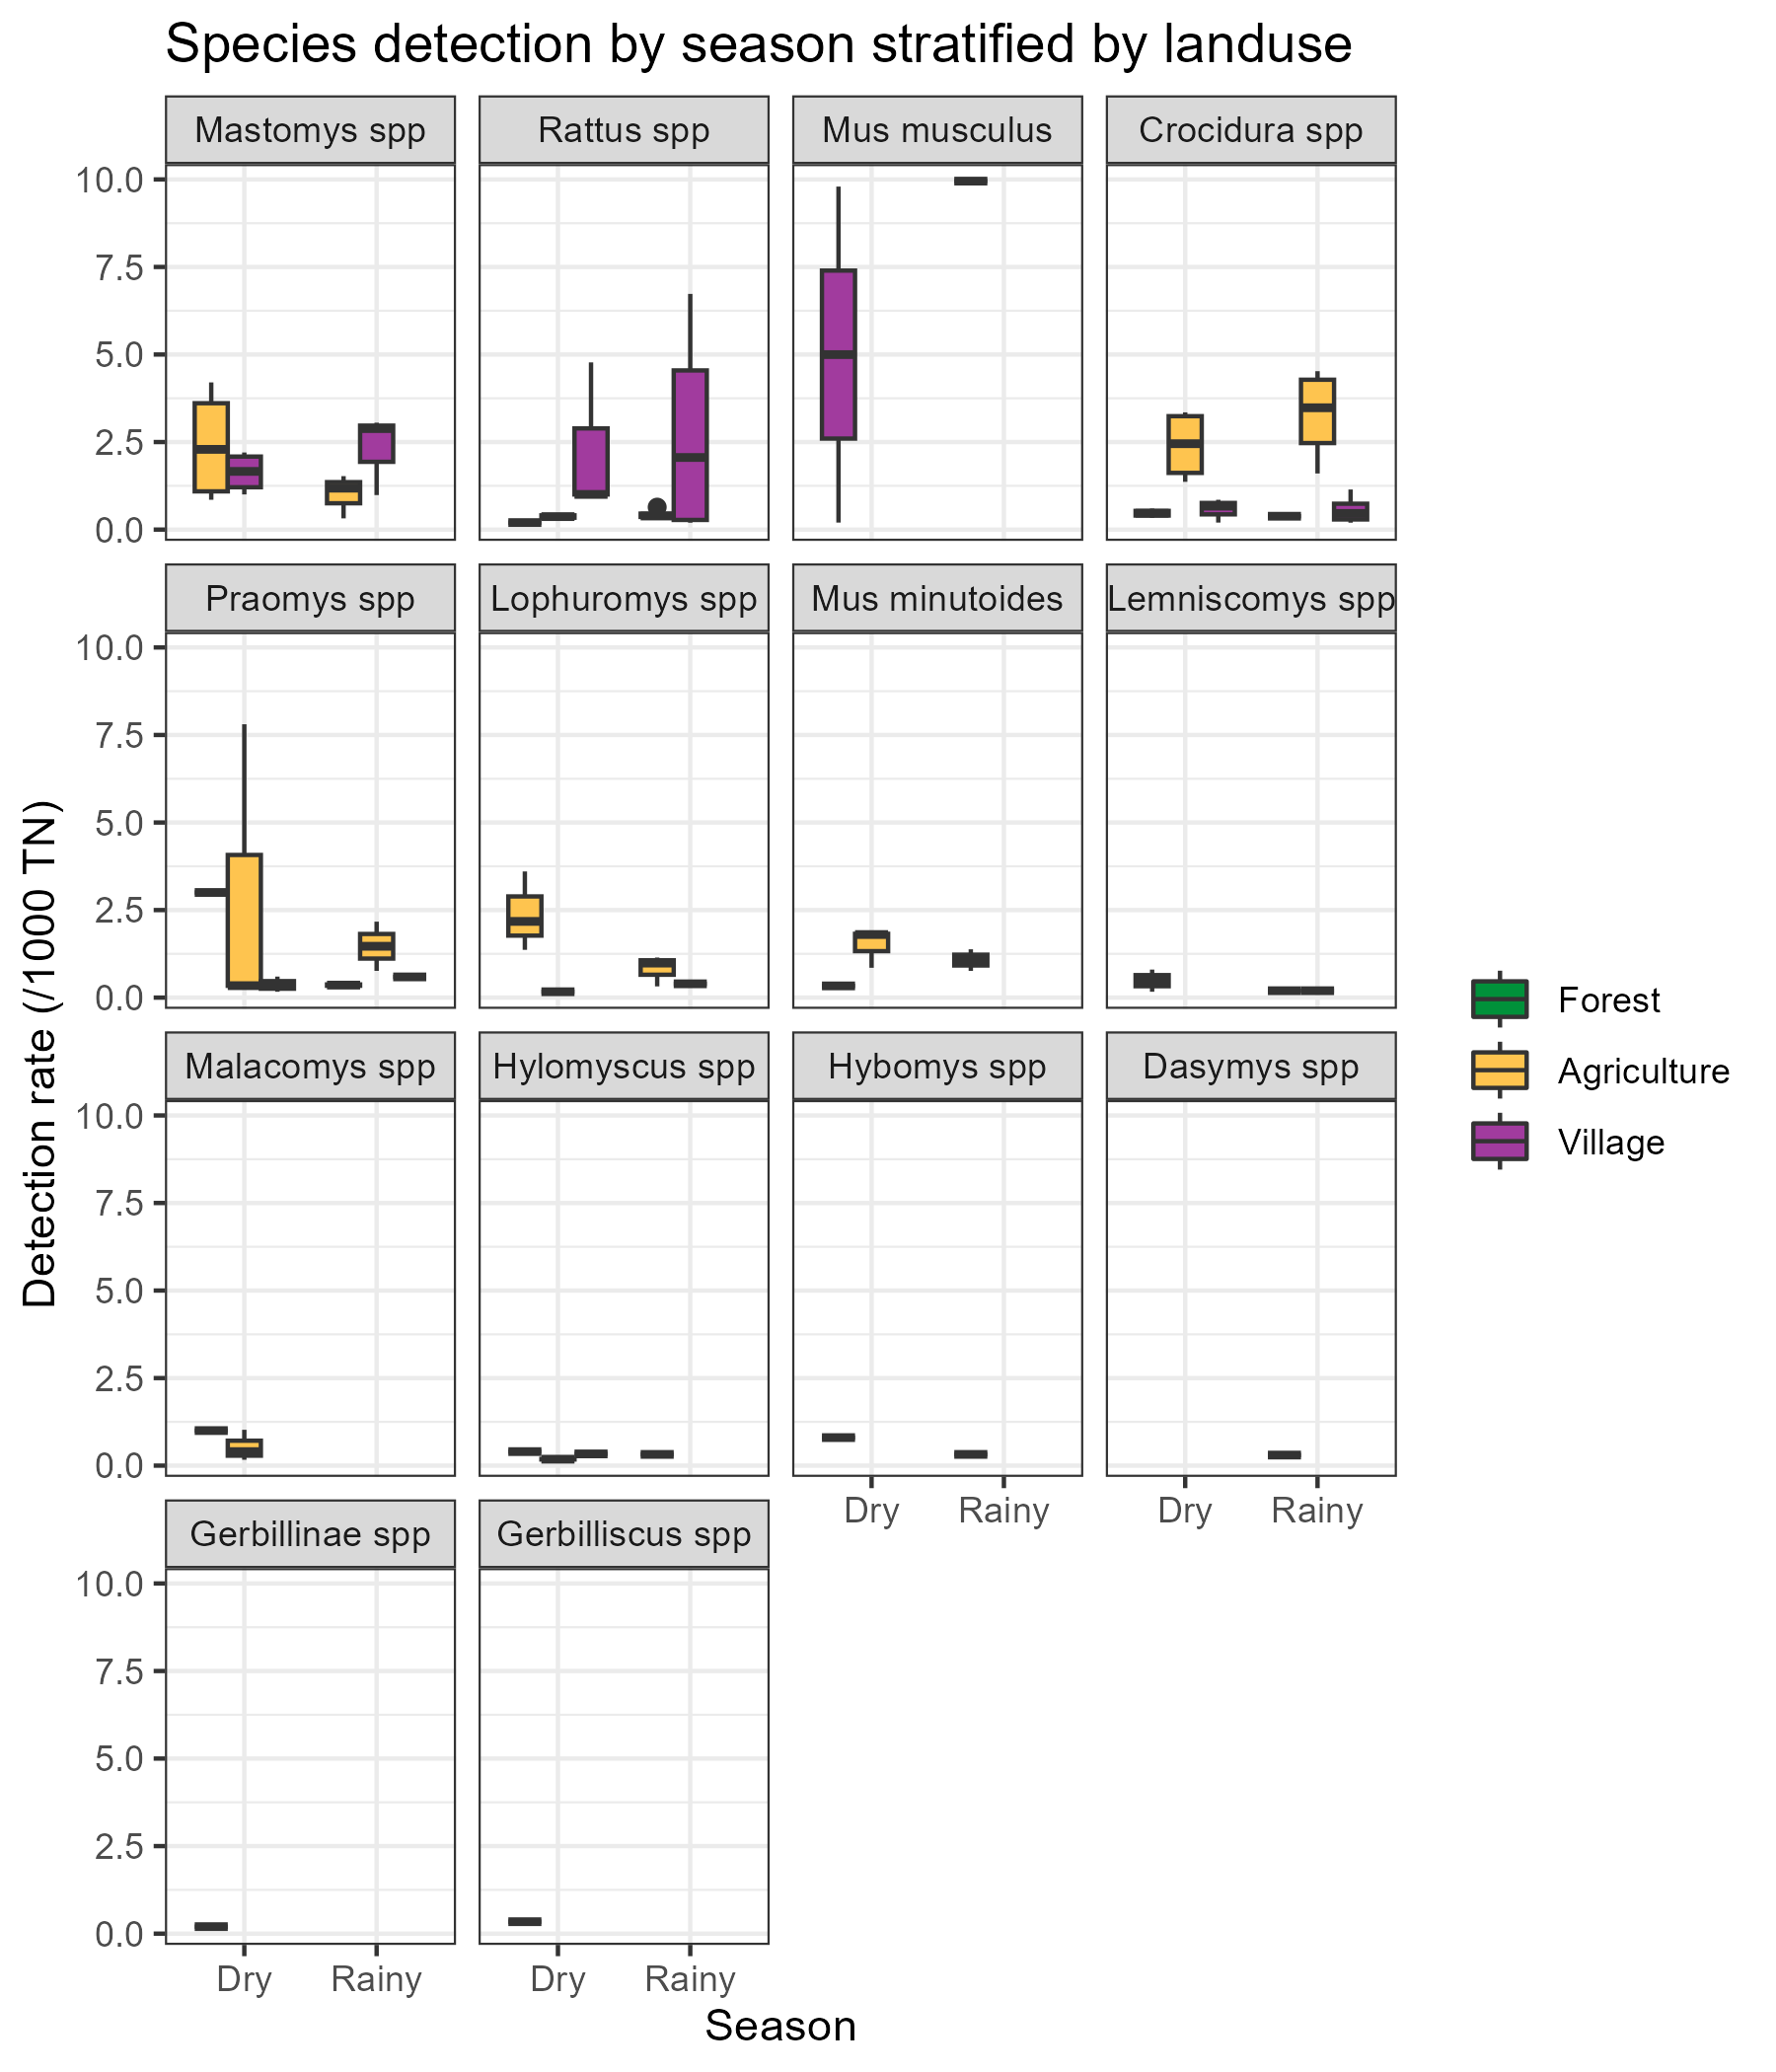 Species detection by season stratified by landuse
Mastomys spp
Rattus spp
Mus musculus
Crocidura spp
10.0
7.5
5.0
2.5
0.0
Praomys spp
Lophuromys spp
Mus minutoides
Lemniscomys spp
10.0
7.5
5.0
2.5
0.0
Malacomys spp
Hylomyscus spp
Hybomys spp
Dasymys spp
10.0
7.5
5.0
2.5
0.0
Dry
Rainy
Dry
Rainy
Gerbillinae spp
Gerbilliscus spp
10.0
7.5
5.0
2.5
0.0
Dry
Rainy
Dry
Rainy
Season
Detection rate (/1000 TN)
Forest
Agriculture
Village